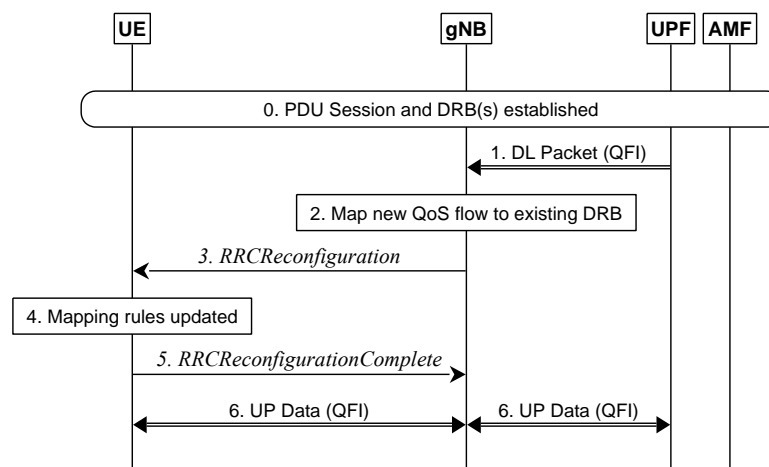 UE gNB UPF AMF
0. PDU Session and DRB(s) established
1. DL Packet (QFI)
2. Map new QoS flow to existing DRB
3. RRCReconfiguration
4. Mapping rules updated
5. RRCReconfigurationComplete
6. UP Data (QFI) 6. UP Data (QFI)